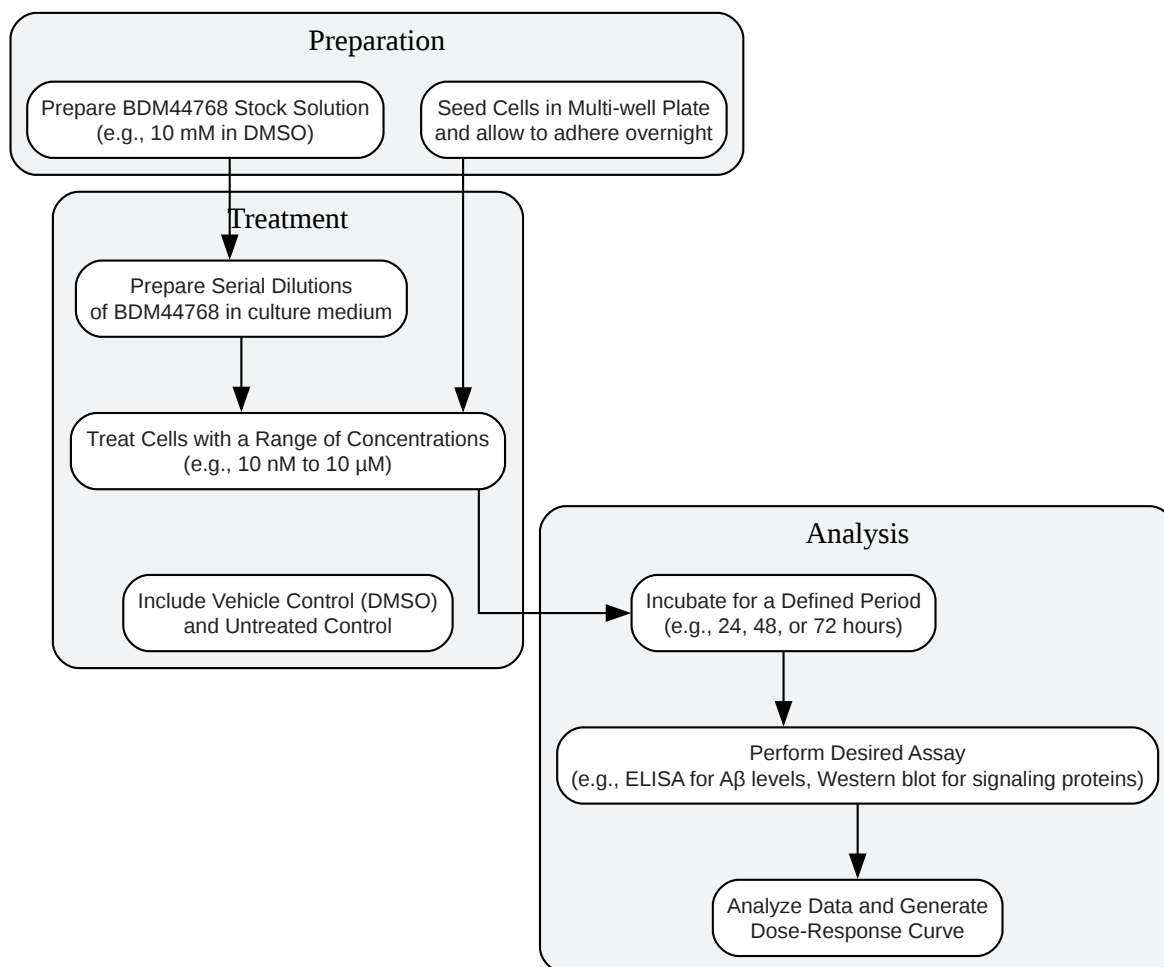 Preparation
Prepare BDM44768 Stock Solution
(e.g., 10 mM in DMSO)
Seed Cells in Multi-well Plate
and allow to adhere overnight
Treatment
Prepare Serial Dilutions
of BDM44768 in culture medium
Treat Cells with a Range of Concentrations
(e.g., 10 nM to 10 µM)
Include Vehicle Control (DMSO)
and Untreated Control
Analysis
Incubate for a Defined Period
(e.g., 24, 48, or 72 hours)
Perform Desired Assay
(e.g., ELISA for Aβ levels, Western blot for signaling proteins)
Analyze Data and Generate
Dose-Response Curve